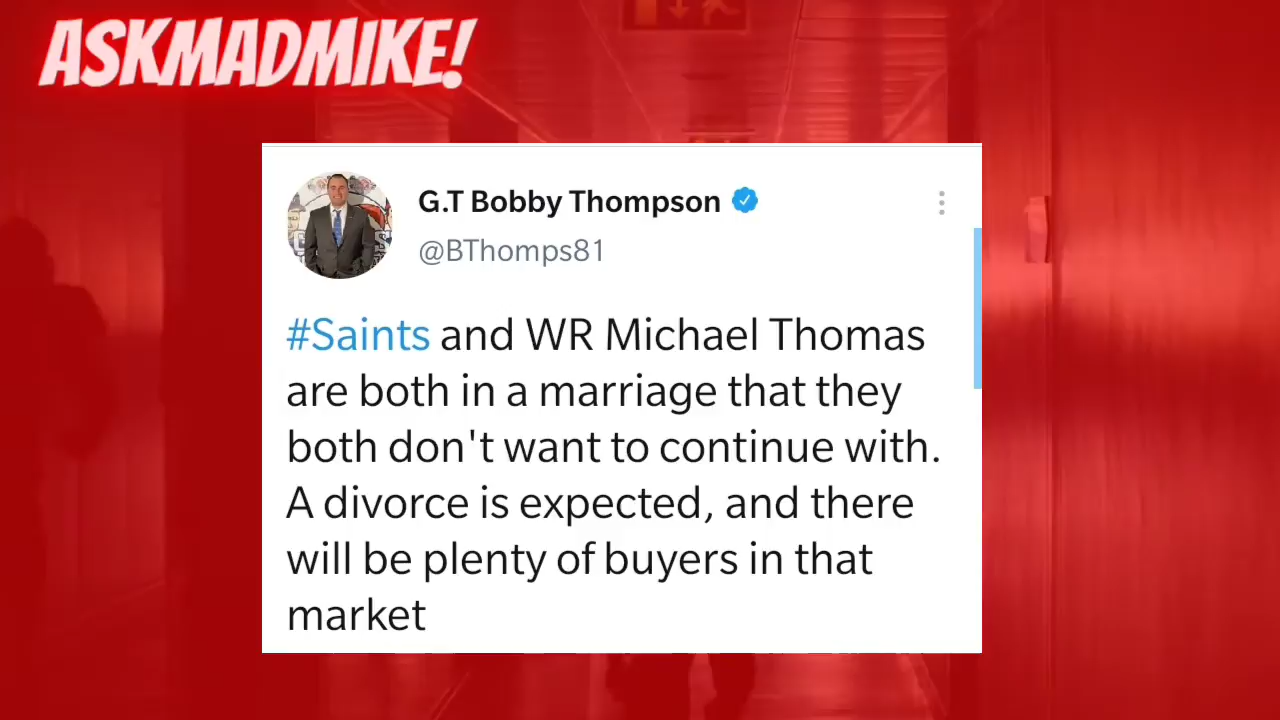 ASKMADMIKE!
G.T Bobby Thompson
@BThomps81
#Saints and WR Michael Thomas
are both in a marriage that they
both don't want to continue with.
A divorce is expected, and there
will be plenty of buyers in that
market